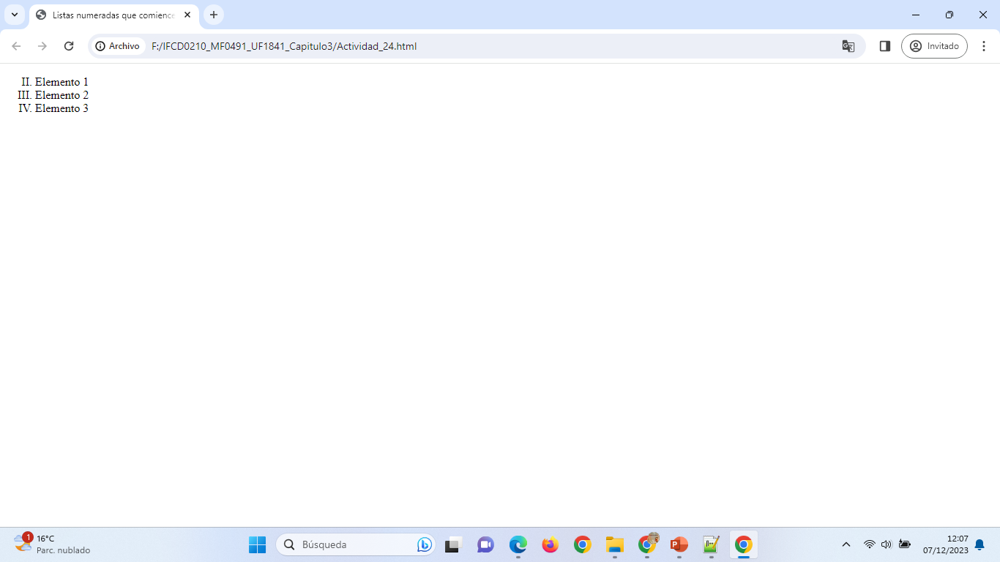 Listas numeradas que comience
Archivo
F:/IFCD0210_MF0491_UF1841_Capitulo3/Actividad_24.html
Invitado
II. Elemento 1
III. Elemento 2
IV. Elemento 3
1
16°C
Parc. nublado
Búsqueda
12:07
07/12/2023